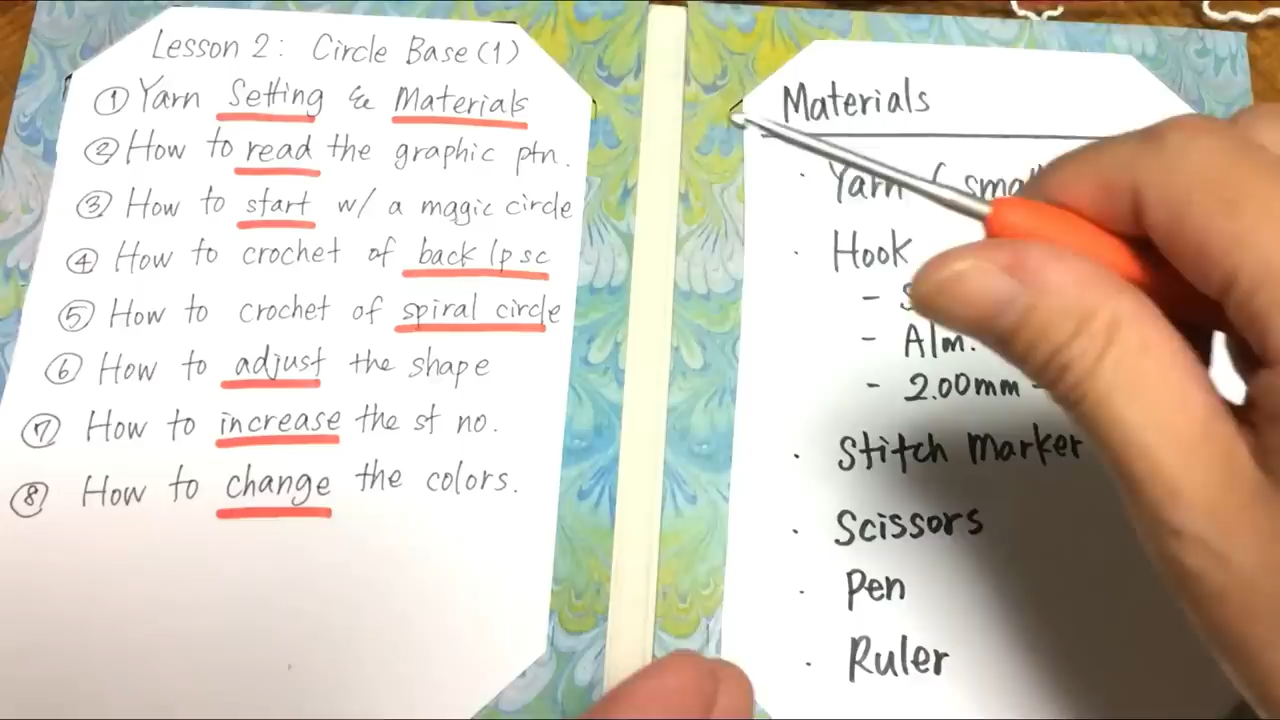 Lesson 2: Circle Base (1)
① Yarn Setting & Materials
② How to read the graphic ptn.
③ How to start w/ a magic circle
④ How to crochet of back lp sc
⑤ How to crochet of spiral circle
⑥ How to adjust the shape
⑦ How to increase the st no.
⑧ How to change the colors.
Materials
· Yarn (small
· Hook
- S
- Alm.
- 2.00mm -
· Stitch Marker
· Scissors
· Pen
· Ruler